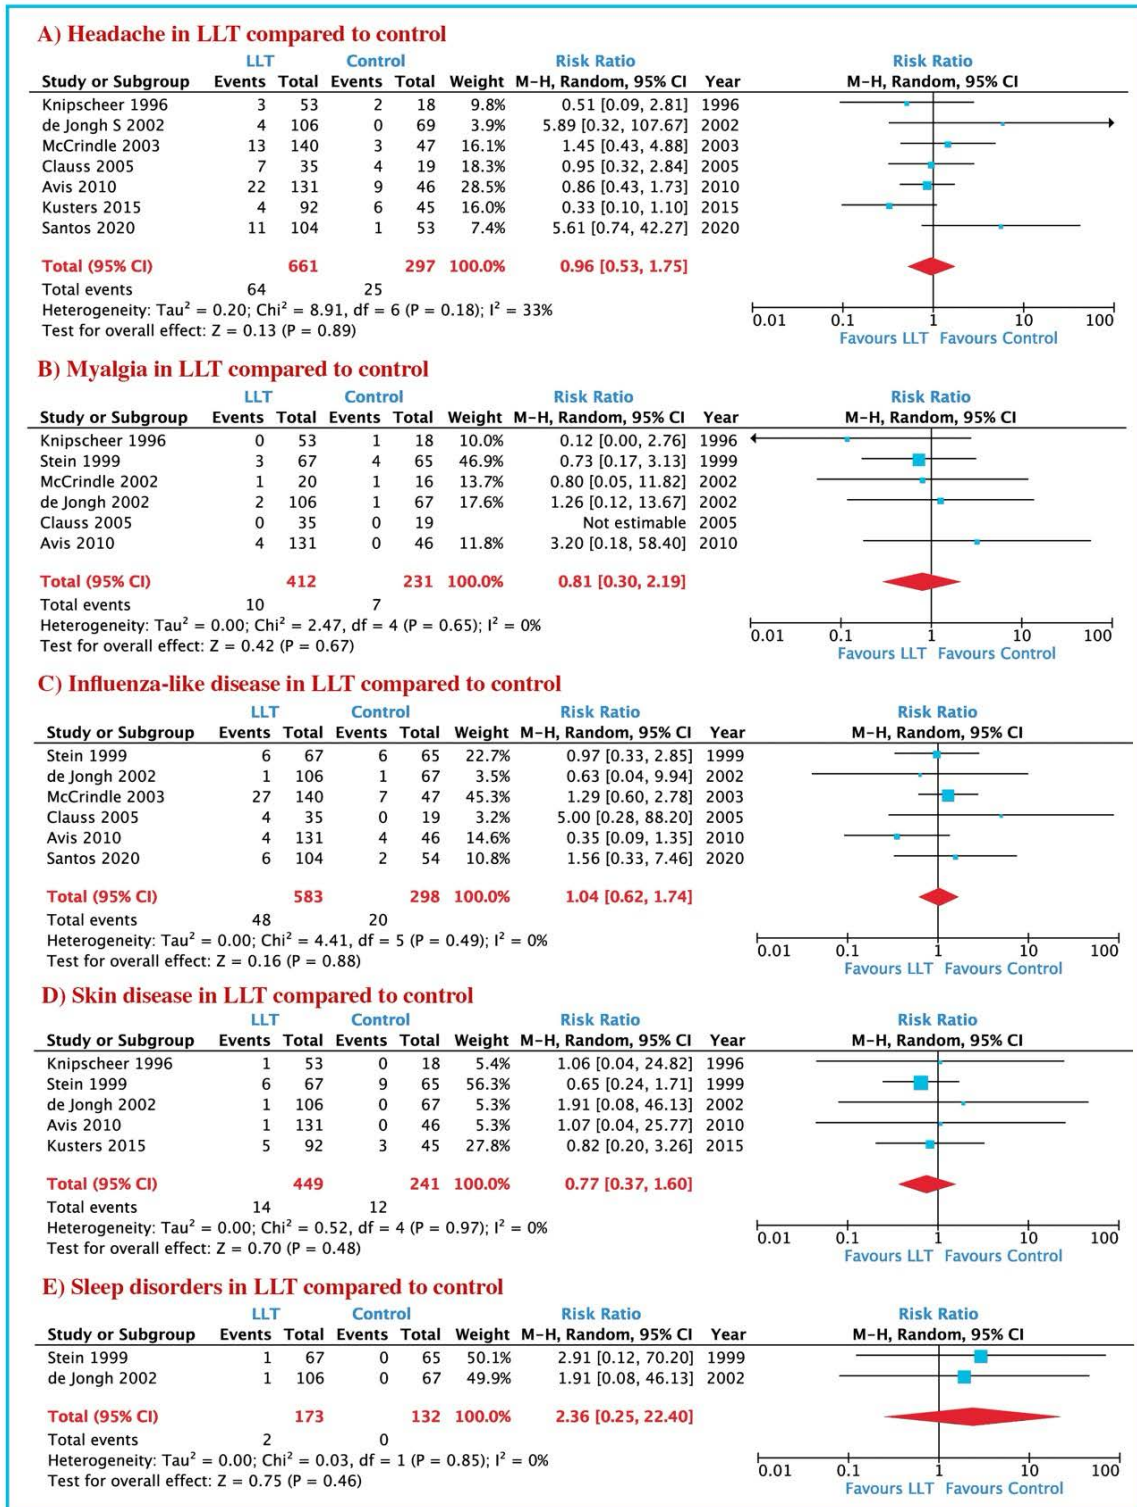 A) Headache in LLT compared to control
LLT Control Risk Ratio Risk Ratio
Study or Subgroup Events Total Events Total Weight M-H, Random, 95% CI Year M-H, Random, 95% CI
Knipscheer 1996 3 53 2 18 9.8% 0.51 [0.09, 2.81] 1996
de Jongh S 2002 4 106 0 69 3.9% 5.89 [0.32, 107.67] 2002
McCrindle 2003 13 140 3 47 16.1% 1.45 [0.43, 4.88] 2003
Clauss 2005 7 35 4 19 18.3% 0.95 [0.32, 2.84] 2005
Avis 2010 22 131 9 46 28.5% 0.86 [0.43, 1.73] 2010
Kusters 2015 4 92 6 45 16.0% 0.33 [0.10, 1.10] 2015
Santos 2020 11 104 1 53 7.4% 5.61 [0.74, 42.27] 2020
Total (95% CI) 661 297 100.0% 0.96 [0.53, 1.75]
Total events 64 25
Heterogeneity: Tau² = 0.20; Chi² = 8.91, df = 6 (P = 0.18); I² = 33%
Test for overall effect: Z = 0.13 (P = 0.89)
0.01 0.1 1 10 100
Favours LLT Favours Control
B) Myalgia in LLT compared to control
LLT Control Risk Ratio Risk Ratio
Study or Subgroup Events Total Events Total Weight M-H, Random, 95% CI Year M-H, Random, 95% CI
Knipscheer 1996 0 53 1 18 10.0% 0.12 [0.00, 2.76] 1996
Stein 1999 3 67 4 65 46.9% 0.73 [0.17, 3.13] 1999
McCrindle 2002 1 20 1 16 13.7% 0.80 [0.05, 11.82] 2002
de Jongh 2002 2 106 1 67 17.6% 1.26 [0.12, 13.67] 2002
Clauss 2005 0 35 0 19 Not estimable 2005
Avis 2010 4 131 0 46 11.8% 3.20 [0.18, 58.40] 2010
Total (95% CI) 412 231 100.0% 0.81 [0.30, 2.19]
Total events 10 7
Heterogeneity: Tau² = 0.00; Chi² = 2.47, df = 4 (P = 0.65); I² = 0%
Test for overall effect: Z = 0.42 (P = 0.67)
0.01 0.1 1 10 100
Favours LLT Favours Control
C) Influenza-like disease in LLT compared to control
LLT Control Risk Ratio Risk Ratio
Study or Subgroup Events Total Events Total Weight M-H, Random, 95% CI Year M-H, Random, 95% CI
Stein 1999 6 67 6 65 22.7% 0.97 [0.33, 2.85] 1999
de Jongh 2002 1 106 1 67 3.5% 0.63 [0.04, 9.94] 2002
McCrindle 2003 27 140 7 47 45.3% 1.29 [0.60, 2.78] 2003
Clauss 2005 4 35 0 19 3.2% 5.00 [0.28, 88.20] 2005
Avis 2010 4 131 4 46 14.6% 0.35 [0.09, 1.35] 2010
Santos 2020 6 104 2 54 10.8% 1.56 [0.33, 7.46] 2020
Total (95% CI) 583 298 100.0% 1.04 [0.62, 1.74]
Total events 48 20
Heterogeneity: Tau² = 0.00; Chi² = 4.41, df = 5 (P = 0.49); I² = 0%
Test for overall effect: Z = 0.16 (P = 0.88)
0.01 0.1 1 10 100
Favours LLT Favours Control
D) Skin disease in LLT compared to control
LLT Control Risk Ratio Risk Ratio
Study or Subgroup Events Total Events Total Weight M-H, Random, 95% CI Year M-H, Random, 95% CI
Knipscheer 1996 1 53 0 18 5.4% 1.06 [0.04, 24.82] 1996
Stein 1999 6 67 9 65 56.3% 0.65 [0.24, 1.71] 1999
de Jongh 2002 1 106 0 67 5.3% 1.91 [0.08, 46.13] 2002
Avis 2010 1 131 0 46 5.3% 1.07 [0.04, 25.77] 2010
Kusters 2015 5 92 3 45 27.8% 0.82 [0.20, 3.26] 2015
Total (95% CI) 449 241 100.0% 0.77 [0.37, 1.60]
Total events 14 12
Heterogeneity: Tau² = 0.00; Chi² = 0.52, df = 4 (P = 0.97); I² = 0%
Test for overall effect: Z = 0.70 (P = 0.48)
0.01 0.1 1 10 100
Favours LLT Favours Control
E) Sleep disorders in LLT compared to control
LLT Control Risk Ratio Risk Ratio
Study or Subgroup Events Total Events Total Weight M-H, Random, 95% CI Year M-H, Random, 95% CI
Stein 1999 1 67 0 65 50.1% 2.91 [0.12, 70.20] 1999
de Jongh 2002 1 106 0 67 49.9% 1.91 [0.08, 46.13] 2002
Total (95% CI) 173 132 100.0% 2.36 [0.25, 22.40]
Total events 2 0
Heterogeneity: Tau² = 0.00; Chi² = 0.03, df = 1 (P = 0.85); I² = 0%
Test for overall effect: Z = 0.75 (P = 0.46)
0.01 0.1 1 10 100
Favours LLT Favours Control